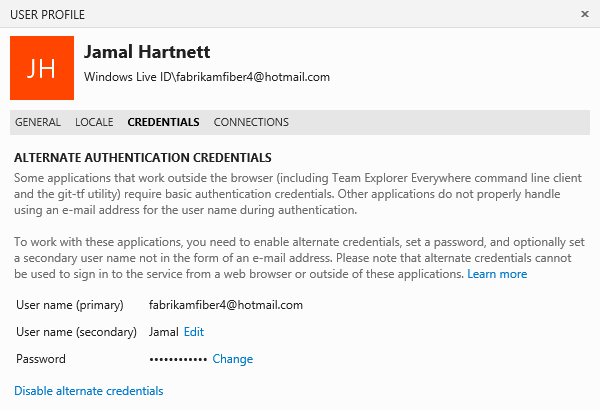 USER PROFILE ×
JH
Jamal Hartnett
Windows Live ID\fabrikamfiber4@hotmail.com
GENERAL LOCALE CREDENTIALS CONNECTIONS
ALTERNATE AUTHENTICATION CREDENTIALS
Some applications that work outside the browser (including Team Explorer Everywhere command line client
and the git-tf utility) require basic authentication credentials. Other applications do not properly handle
using an e-mail address for the user name during authentication.
To work with these applications, you need to enable alternate credentials, set a password, and optionally set
a secondary user name not in the form of an e-mail address. Please note that alternate credentials cannot
be used to sign in to the service from a web browser or outside of these applications. Learn more
User name (primary) fabrikamfiber4@hotmail.com
User name (secondary) Jamal Edit
Password •••••••••••• Change
Disable alternate credentials